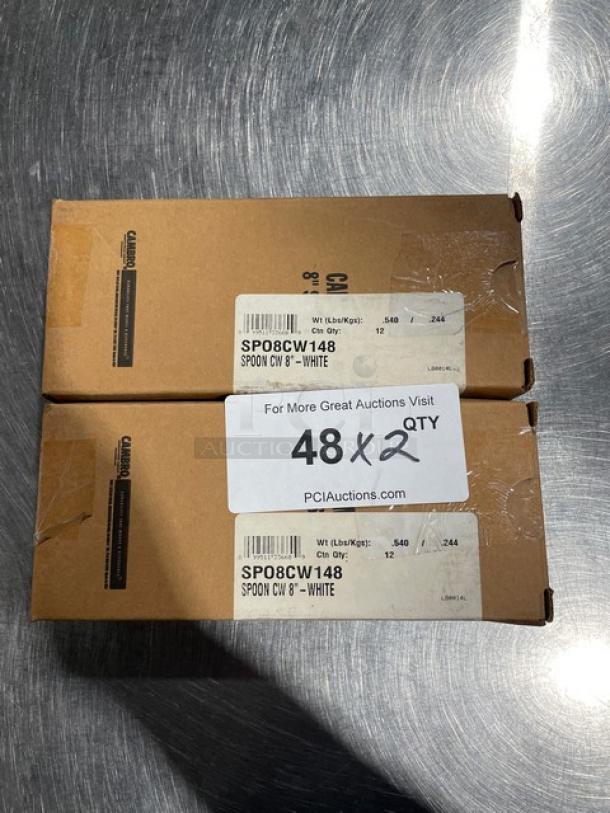 CAMBRO
CA
8" S
Wt (Lbs/Kgs): .540 / .244
Ctn Qty: 12
SPO8CW148
SPOON CW 8"-WHITE
For More Great Auctions Visit
48 x 2 QTY
PCIAuctions.com
CAMBRO
Wt (Lbs/Kgs): .540 / .244
Ctn Qty: 12
SPO8CW148
SPOON CW 8"-WHITE